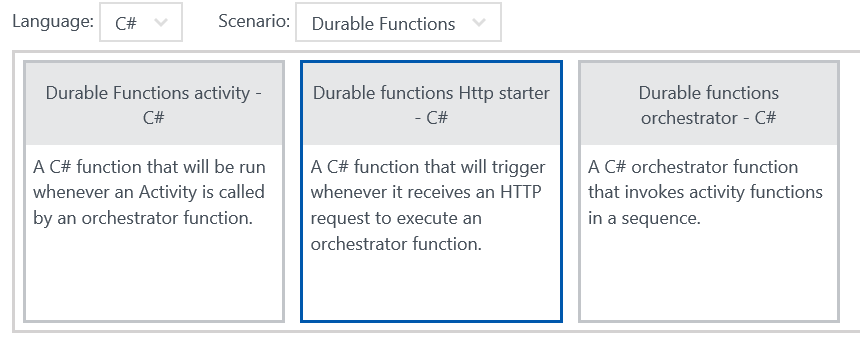 Language: C# Scenario: Durable Functions
Durable Functions activity -
C#
A C# function that will be run
whenever an Activity is called
by an orchestrator function.
Durable functions Http starter
- C#
A C# function that will trigger
whenever it receives an HTTP
request to execute an
orchestrator function.
Durable functions
orchestrator - C#
A C# orchestrator function
that invokes activity functions
in a sequence.